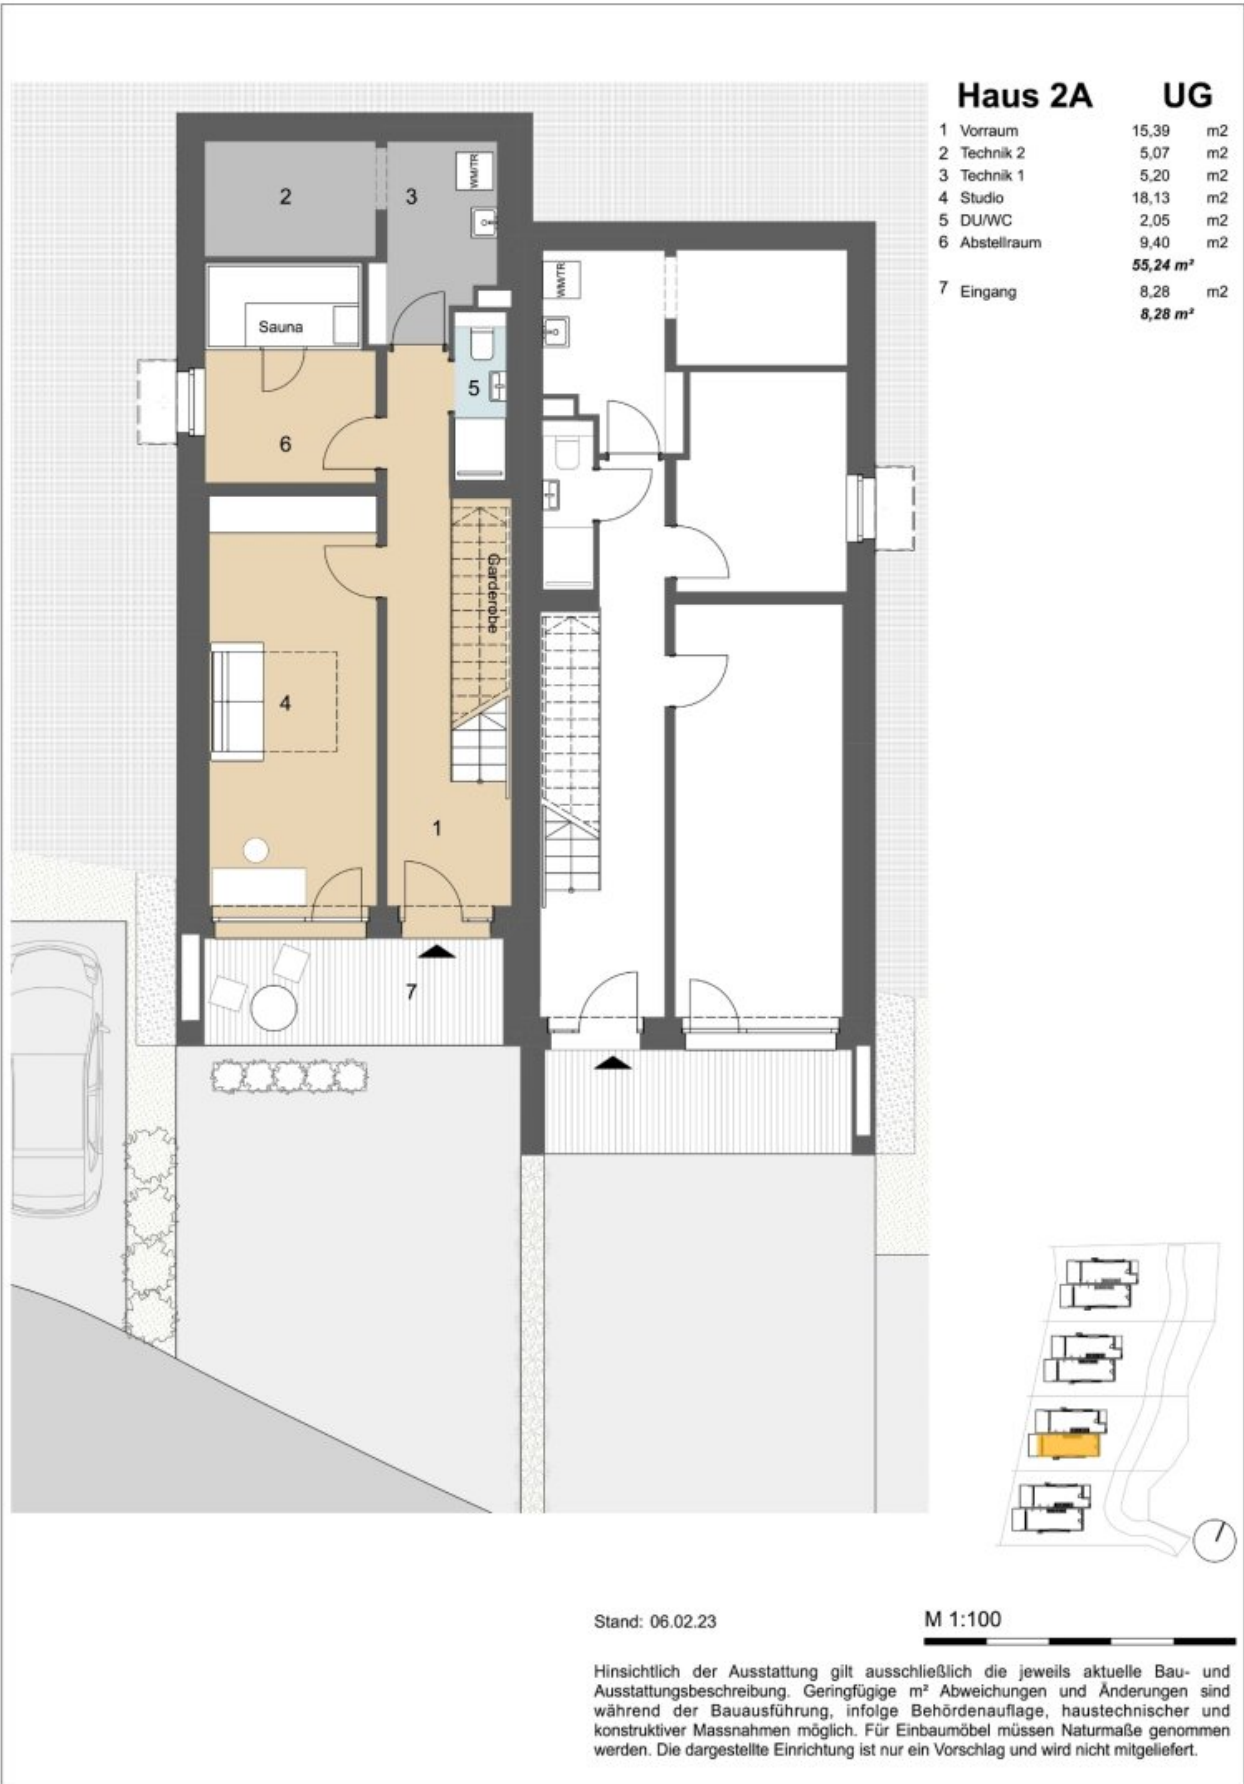 Haus 2A UG
1 Vorraum 15,39 m2
2 Technik 2 5,07 m2
3 Technik 1 5,20 m2
4 Studio 18,13 m2
5 DU/WC 2,05 m2
6 Abstellraum 9,40 m2
55,24 m²
7 Eingang 8,28 m2
8,28 m²
2
3
WM/TR
Sauna
WM/TR
5
6
Garderobe
4
1
7
Stand: 06.02.23
M 1:100
Hinsichtlich der Ausstattung gilt ausschließlich die jeweils aktuelle Bau- und
Ausstattungsbeschreibung. Geringfügige m² Abweichungen und Änderungen sind
während der Bauausführung, infolge Behördenauflage, haustechnischer und
konstruktiver Massnahmen möglich. Für Einbaumöbel müssen Naturmaße genommen
werden. Die dargestellte Einrichtung ist nur ein Vorschlag und wird nicht mitgeliefert.